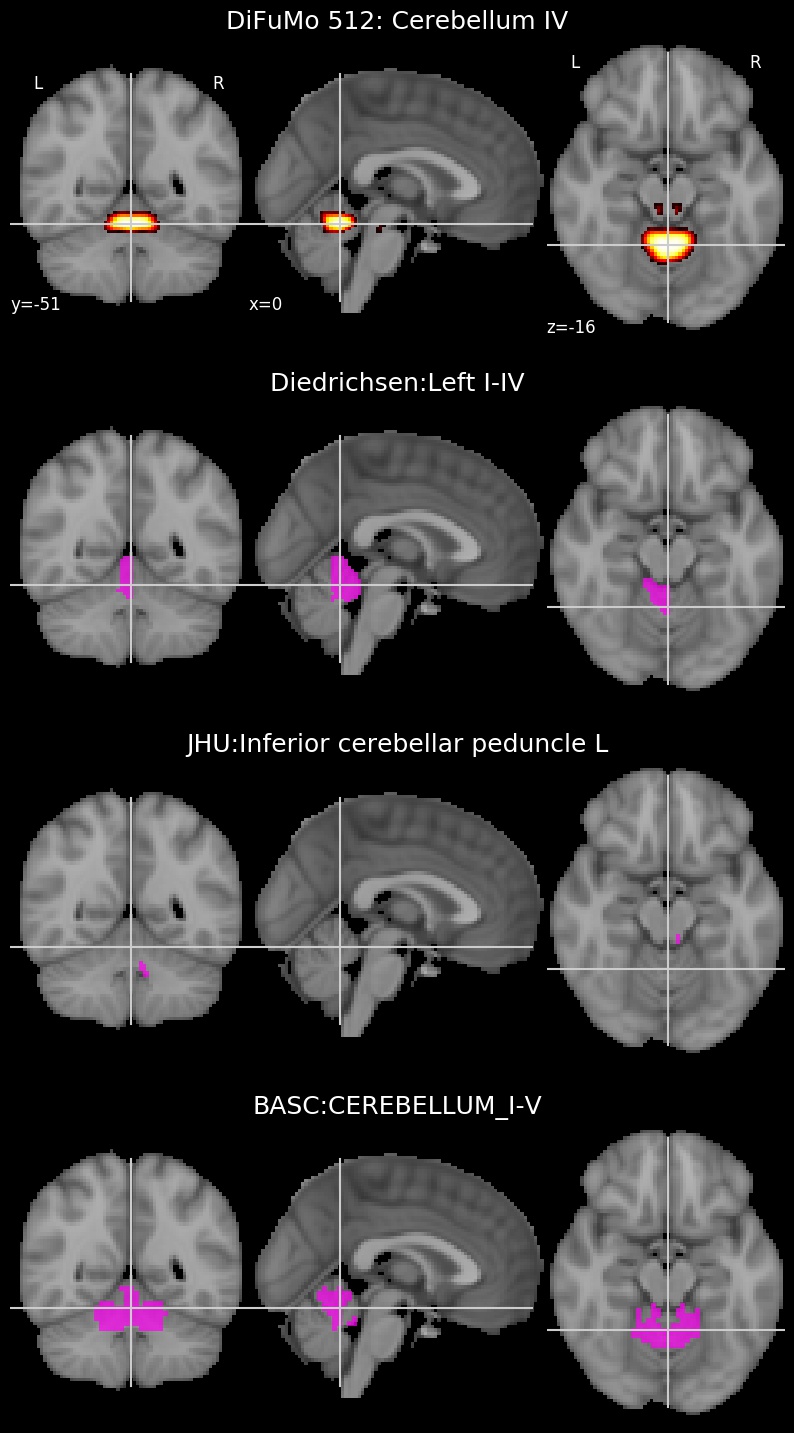 DiFuMo 512: Cerebellum IV
L R L R
y=-51 x=0 z=-16
Diedrichsen:Left I-IV
JHU:Inferior cerebellar peduncle L
BASC:CEREBELLUM_I-V